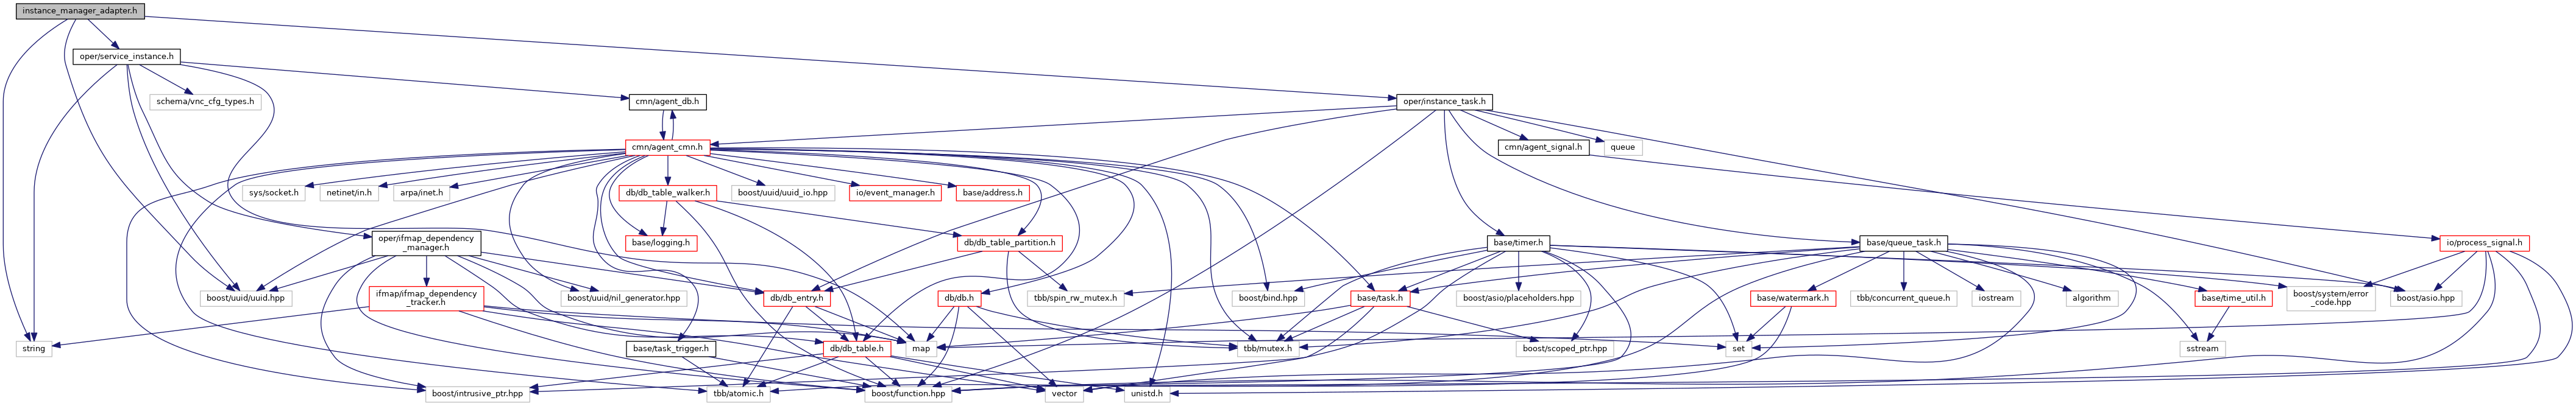 instance_manager_adapter.h
oper/service_instance.h
schema/vnc_cfg_types.h
cmn/agent_db.h
oper/instance_task.h
cmn/agent_cmn.h
cmn/agent_signal.h
queue
sys/socket.h
netinet/in.h
arpa/inet.h
db/db_table_walker.h
boost/uuid/uuid_io.hpp
io/event_manager.h
base/address.h
oper/ifmap_dependency
_manager.h
base/logging.h
db/db_table_partition.h
base/timer.h
base/queue_task.h
io/process_signal.h
boost/uuid/uuid.hpp
ifmap/ifmap_dependency
_tracker.h
boost/uuid/nil_generator.hpp
db/db_entry.h
db/db.h
tbb/spin_rw_mutex.h
boost/bind.hpp
base/task.h
boost/asio/placeholders.hpp
base/watermark.h
tbb/concurrent_queue.h
iostream
algorithm
base/time_util.h
boost/system/error
_code.hpp
boost/asio.hpp
string
base/task_trigger.h
db/db_table.h
map
tbb/mutex.h
boost/scoped_ptr.hpp
set
sstream
boost/intrusive_ptr.hpp
tbb/atomic.h
boost/function.hpp
vector
unistd.h